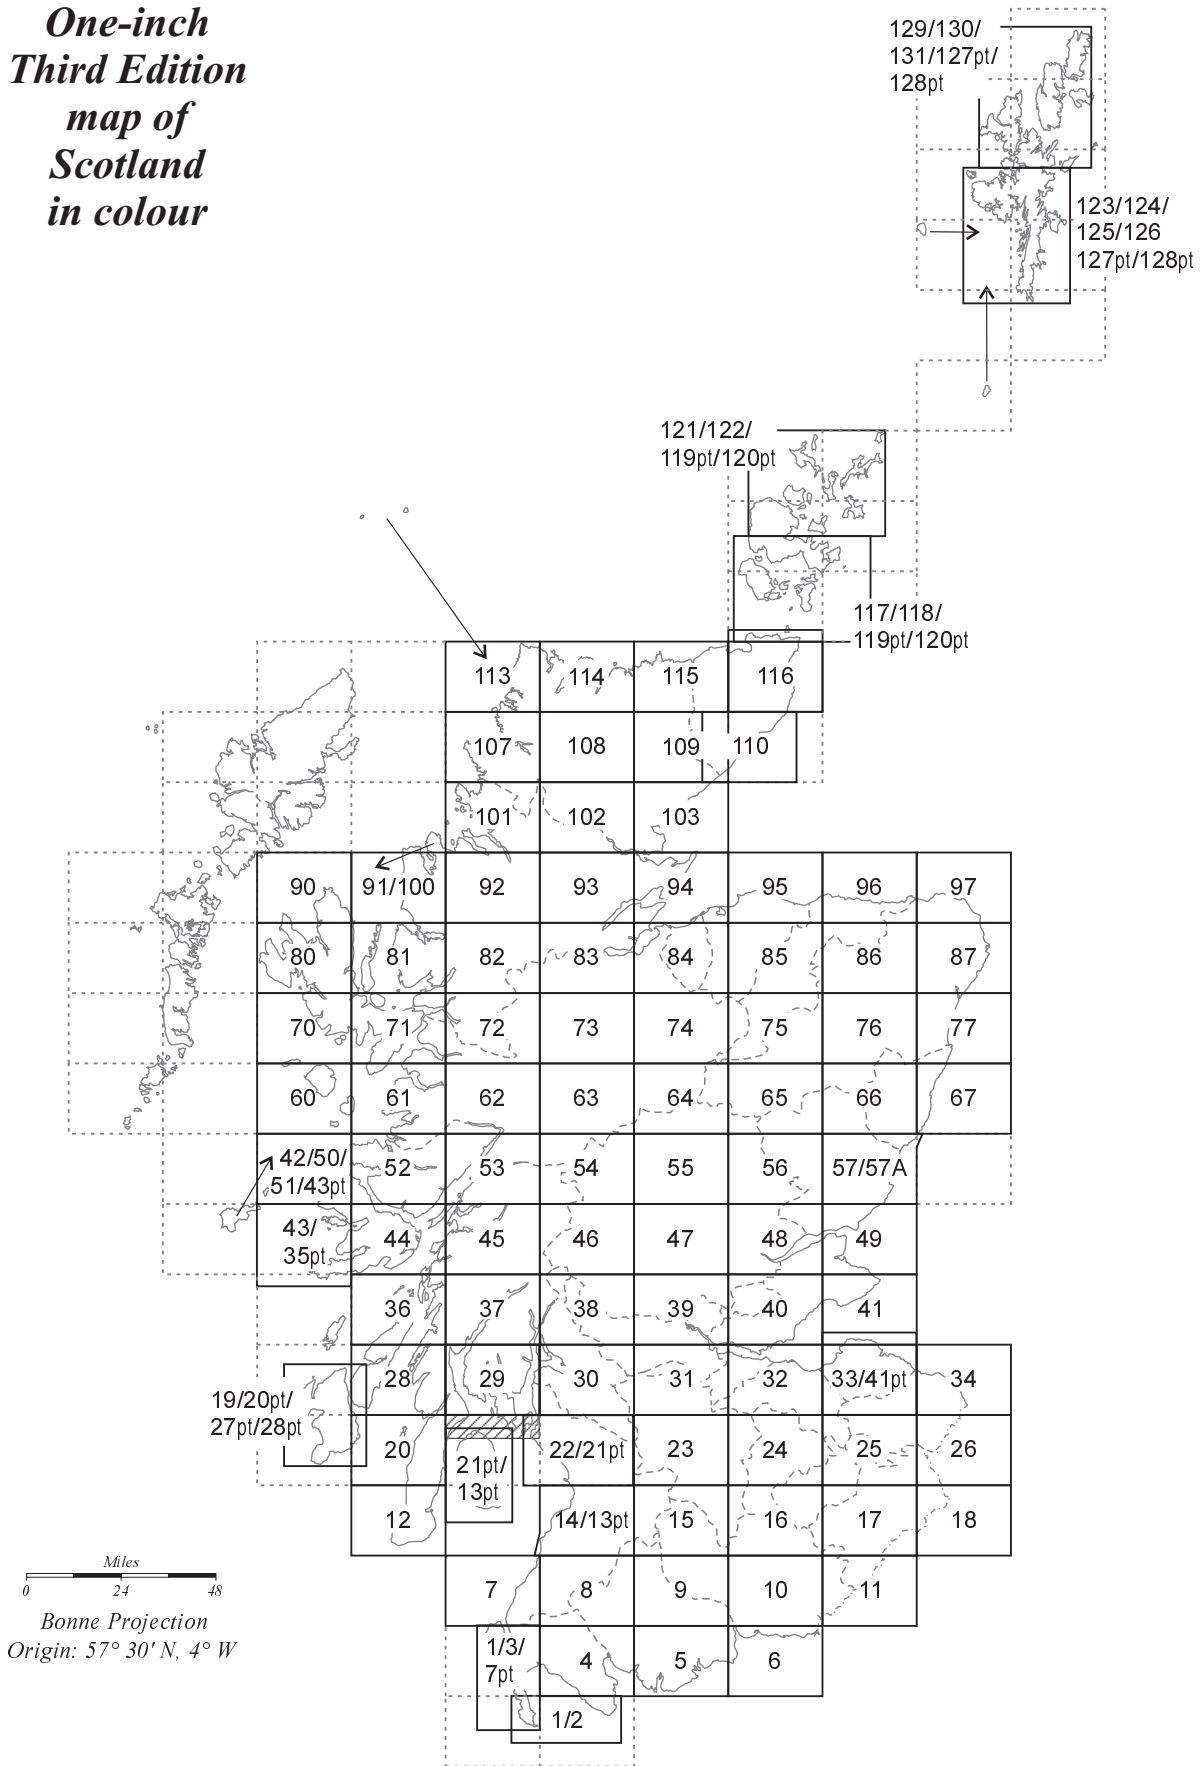 One-inch
Third Edition
map of
Scotland
in colour
129/130/
131/127pt/
128pt
123/124/
125/126
127pt/128pt
121/122/
119pt/120pt
117/118/
119pt/120pt
113 114 115 116
107 108 109 110
101 102 103
90 91/100 92 93 94 95 96 97
80 81 82 83 84 85 86 87
70 71 72 73 74 75 76 77
60 61 62 63 64 65 66 67
42/50/
51/43pt
52 53 54 55 56 57/57A
43/
35pt
44 45 46 47 48 49
36 37 38 39 40 41
19/20pt/
27pt/28pt
28 29 30 31 32 33/41pt 34
20
21pt/
13pt
22/21pt 23 24 25 26
12 14/13pt 15 16 17 18
7 8 9 10 11
1/3/
7pt
4 5 6
1/2
Miles
0 24 48
Bonne Projection
Origin: 57° 30' N, 4° W